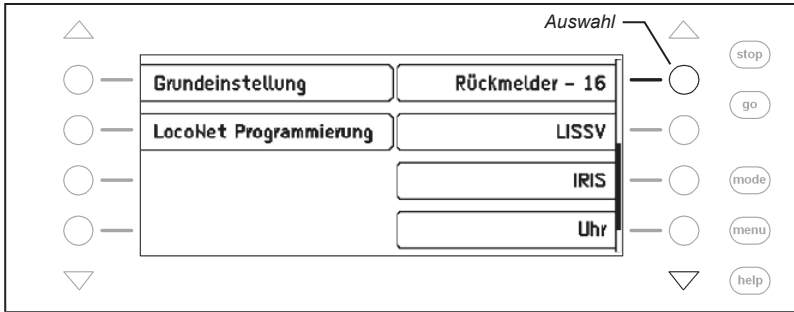 Auswahl
stop
Grundeinstellung Rückmelder – 16
go
LocoNet Programmierung LISSV
IRIS
mode
Uhr
menu
help